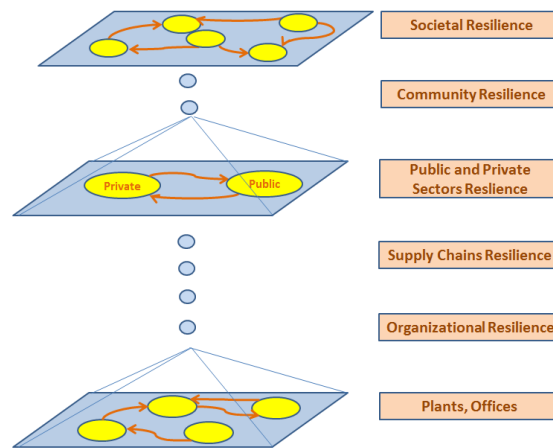 Societal Resilience
Community Resilience
Private
Public
Public and Private
Sectors Reslience
Supply Chains Resilience
Organizational Resilience
Plants, Offices